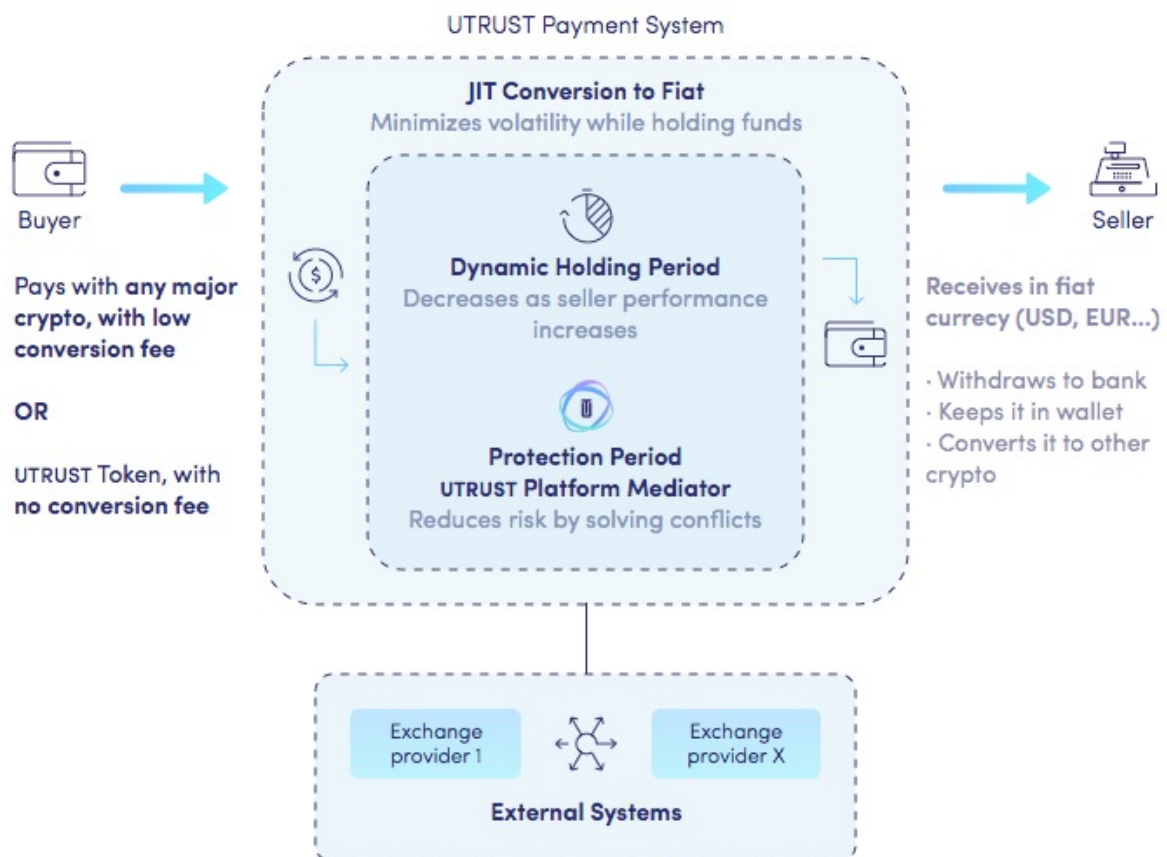 UTRUST Payment System
JIT Conversion to Fiat
Minimizes volatility while holding funds
Buyer
Pays with any major
crypto, with low
conversion fee
OR
UTRUST Token, with
no conversion fee
$
Dynamic Holding Period
Decreases as seller performance
increases
Protection Period
UTRUST Platform Mediator
Reduces risk by solving conflicts
Seller
Receives in fiat
currecy (USD, EUR...)
· Withdraws to bank
· Keeps it in wallet
· Converts it to other
crypto
Exchange
provider 1
Exchange
provider X
External Systems